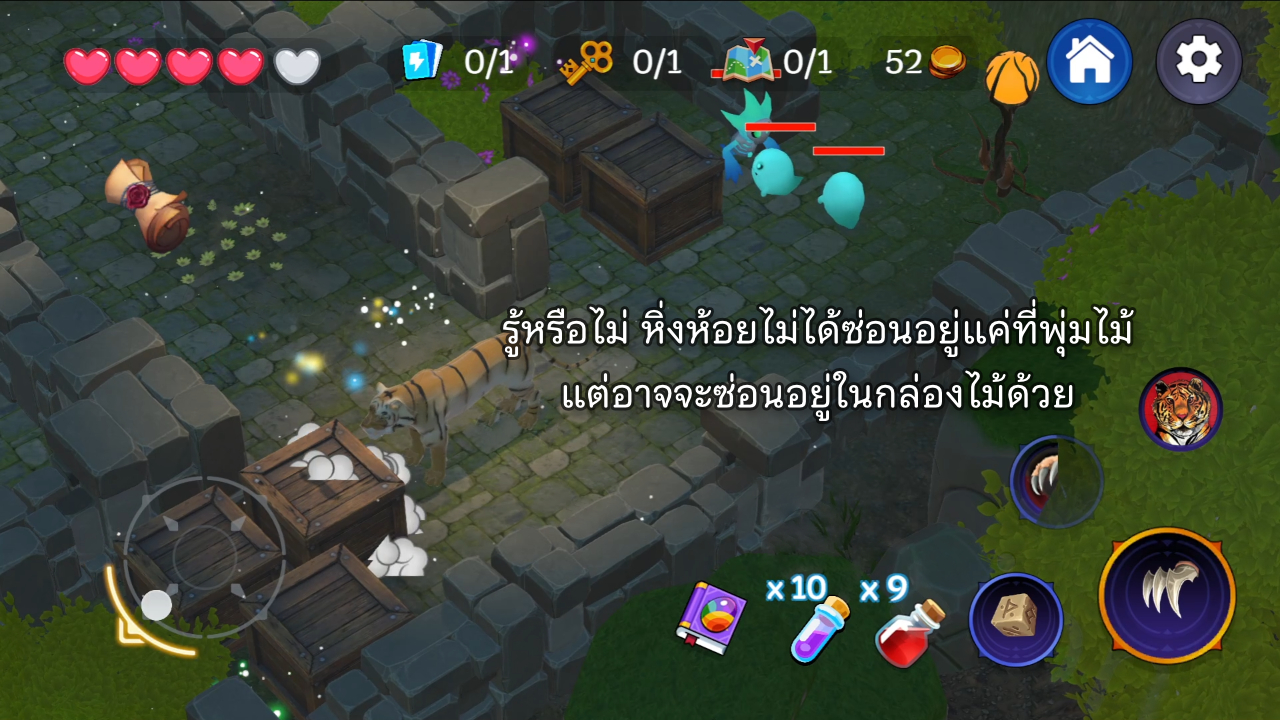 0/1
0/1
0/1
52
รู้หรือไม่ หิ่งห้อยไม่ได้ซ่อนอยู่แค่ที่พุ่มไม้
แต่อาจจะซ่อนอยู่ในกล่องไม้ด้วย
x 10
x 9